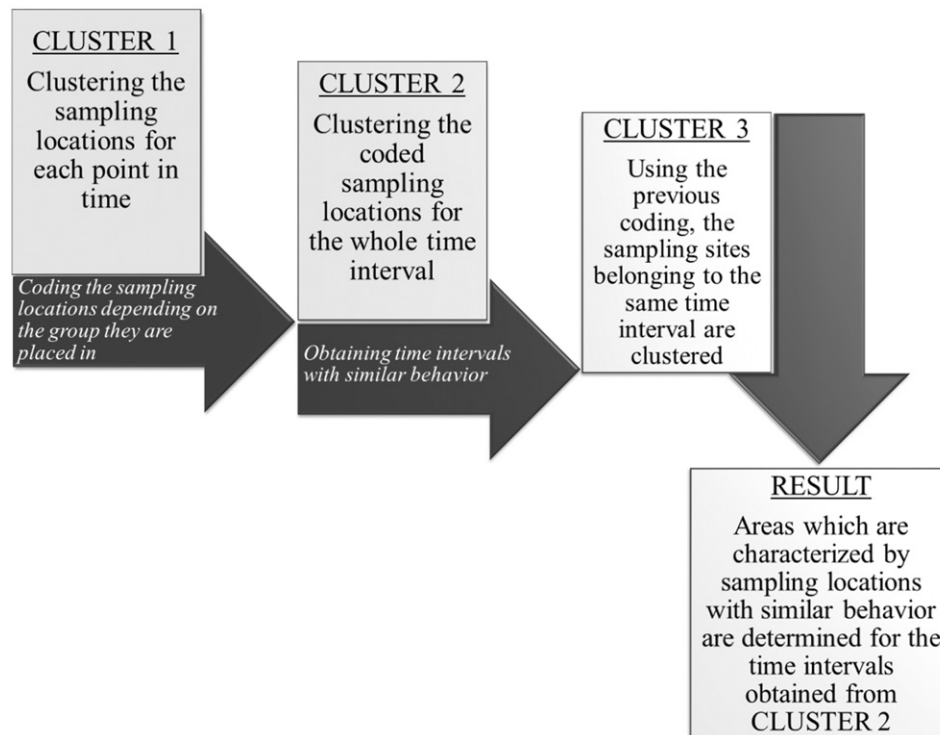 CLUSTER 1
Clustering the
sampling
locations for
each point in
time
Coding the sampling
locations depending on
the group they are
placed in
CLUSTER 2
Clustering the
coded
sampling
locations for
the whole time
interval
Obtaining time intervals
with similar behavior
CLUSTER 3
Using the
previous
coding, the
sampling sites
belonging to the
same time
interval are
clustered
RESULT
Areas which are
characterized by
sampling locations
with similar behavior
are determined for the
time intervals
obtained from
CLUSTER 2